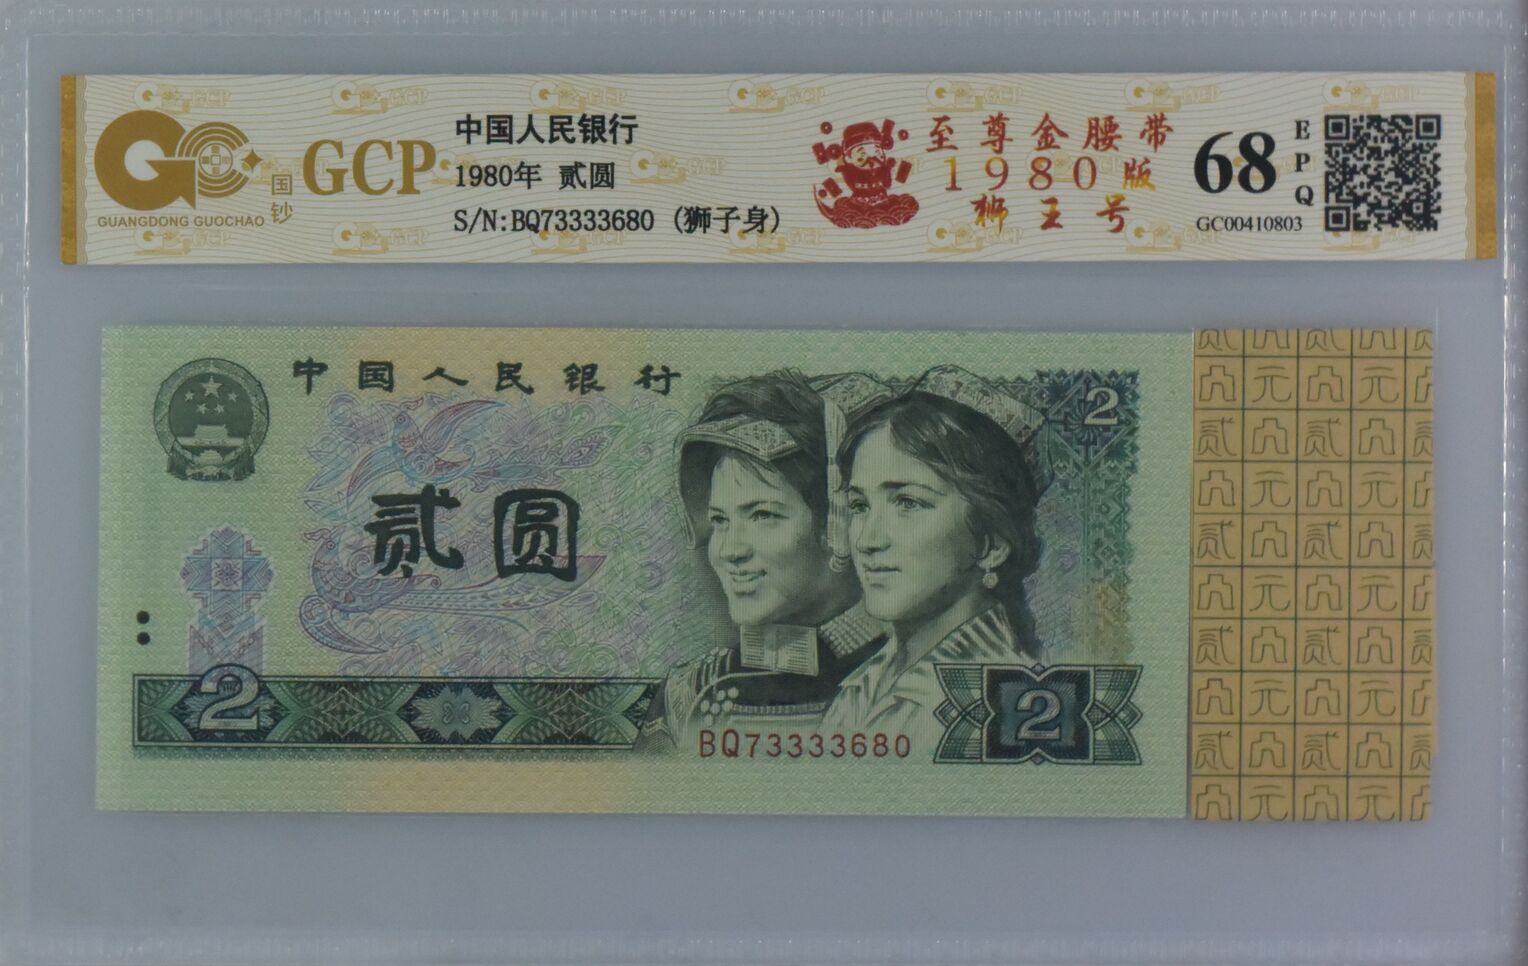 GCP
国钞
GUANGDONG GUOCHAO
中国人民银行
1980年 贰圆
S/N:BQ73333680 (狮子身)
至尊金腰带
1980版
狮王号
68
EPQ
GC00410803
中国人民银行
2
贰圆
2
BQ73333680
2